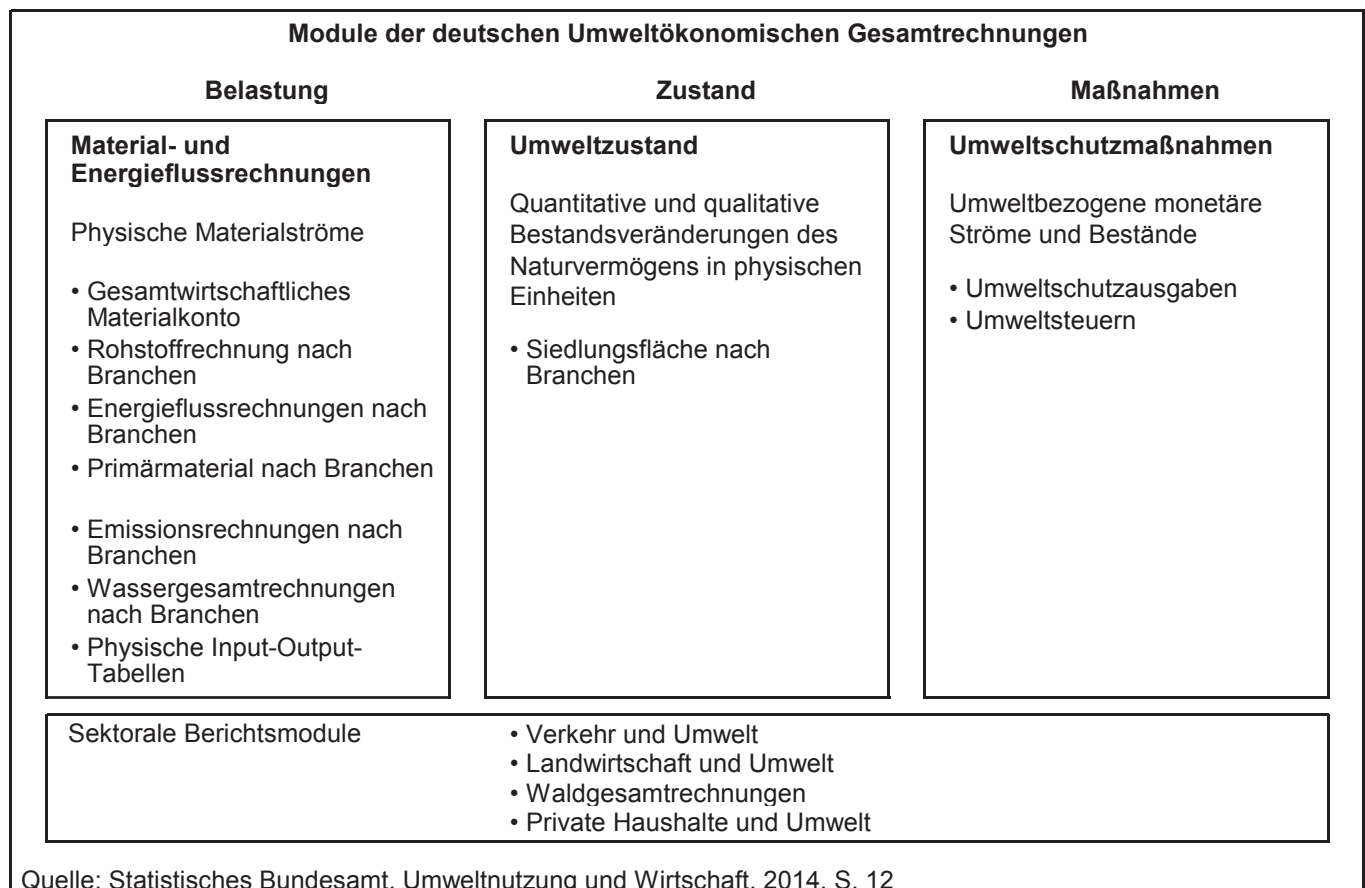 Module der deutschen Umweltökonomischen Gesamtrechnungen
Belastung
Zustand
Maßnahmen
Material- und
Energieflussrechnungen
Physische Materialströme
• Gesamtwirtschaftliches
Materialkonto
• Rohstoffrechnung nach
Branchen
• Energieflussrechnungen nach
Branchen
• Primärmaterial nach Branchen
• Emissionsrechnungen nach
Branchen
• Wassergesamtrechnungen
nach Branchen
• Physische Input-Output-
Tabellen
Umweltzustand
Quantitative und qualitative
Bestandsveränderungen des
Naturvermögens in physischen
Einheiten
• Siedlungsfläche nach
Branchen
Umweltschutzmaßnahmen
Umweltbezogene monetäre
Ströme und Bestände
• Umweltschutzausgaben
• Umweltsteuern
Sektorale Berichtsmodule
• Verkehr und Umwelt
• Landwirtschaft und Umwelt
• Waldgesamtrechnungen
• Private Haushalte und Umwelt
Quelle: Statistisches Bundesamt, Umweltnutzung und Wirtschaft, 2014, S. 12